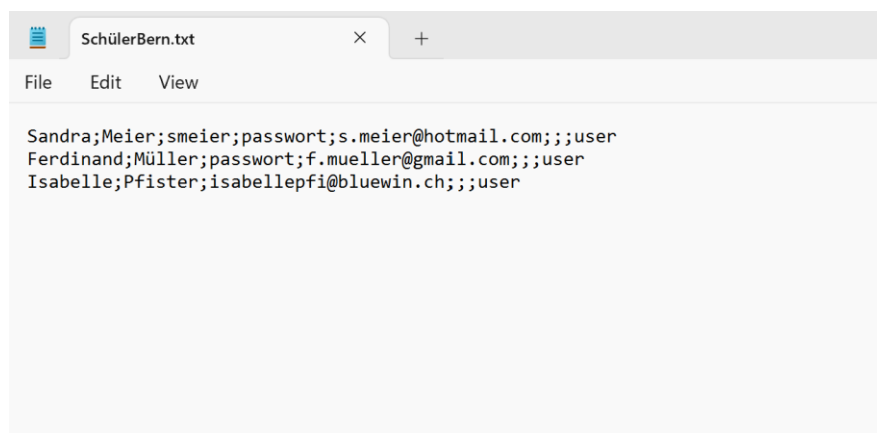 SchülerBern.txt
File Edit View
Sandra;Meier;smeier;passwort;s.meier@hotmail.com;;;user
Ferdinand;Müller;passwort;f.mueller@gmail.com;;;user
Isabelle;Pfister;isabellepfi@bluewin.ch;;;user